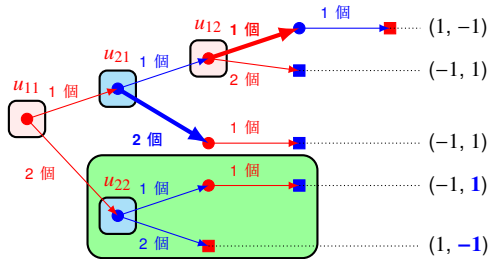 1 個
u12
1 個
(1, −1)
u21
1 個
2 個
(−1, 1)
u11
1 個
2 個
1 個
(−1, 1)
2 個
u22
1 個
1 個
(−1, 1)
2 個
(1, −1)